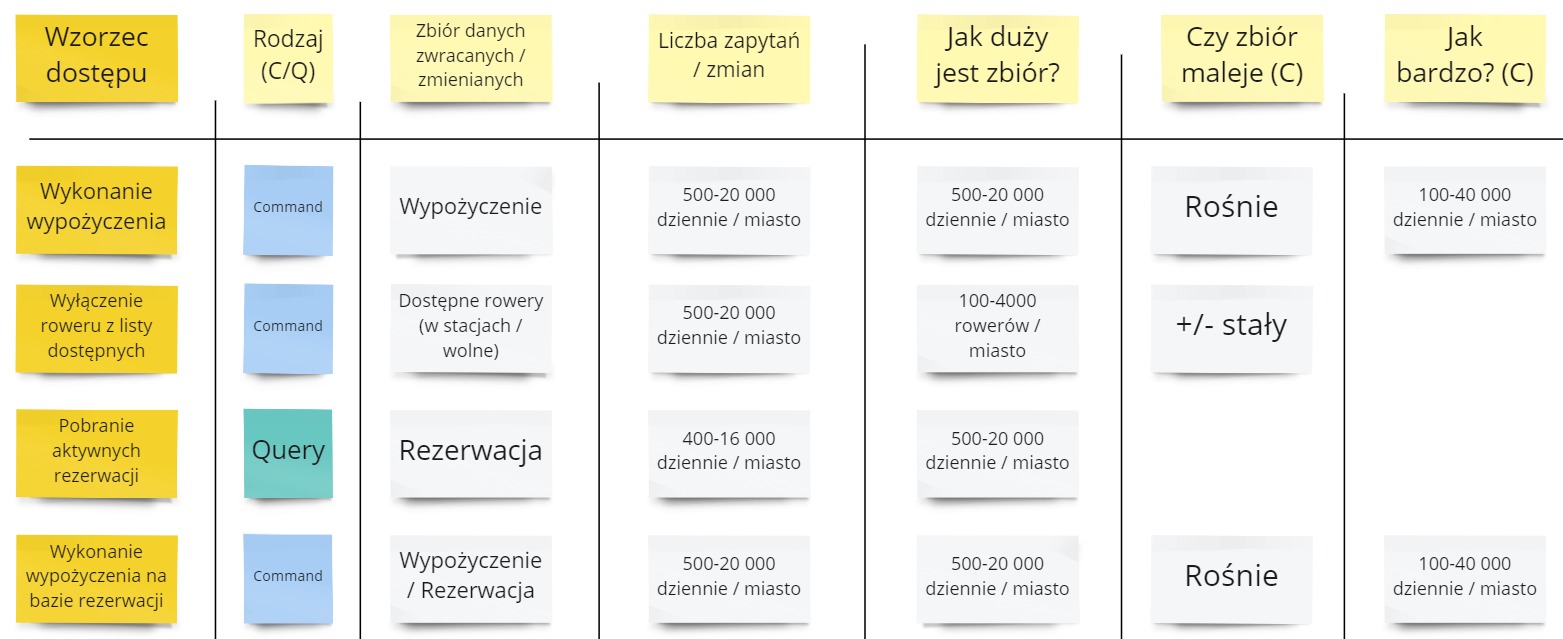 Wzorzec
dostępu
Rodzaj
(C/Q)
Zbiór danych
zwracanych /
zmienianych
Liczba zapytań
/ zmian
Jak duży
jest zbiór?
Czy zbiór
maleje (C)
Jak
bardzo? (C)
Wykonanie
wypożyczenia
Command
Wypożyczenie
500-20 000
dziennie / miasto
500-20 000
dziennie / miasto
Rośnie
100-40 000
dziennie / miasto
Wyłączenie
roweru z listy
dostępnych
Command
Dostępne rowery
(w stacjach /
wolne)
500-20 000
dziennie / miasto
100-4000
rowerów /
miasto
+/- stały
Pobranie
aktywnych
rezerwacji
Query
Rezerwacja
400-16 000
dziennie / miasto
500-20 000
dziennie / miasto
Wykonanie
wypożyczenia na
bazie rezerwacji
Command
Wypożyczenie
/ Rezerwacja
500-20 000
dziennie / miasto
500-20 000
dziennie / miasto
Rośnie
100-40 000
dziennie / miasto